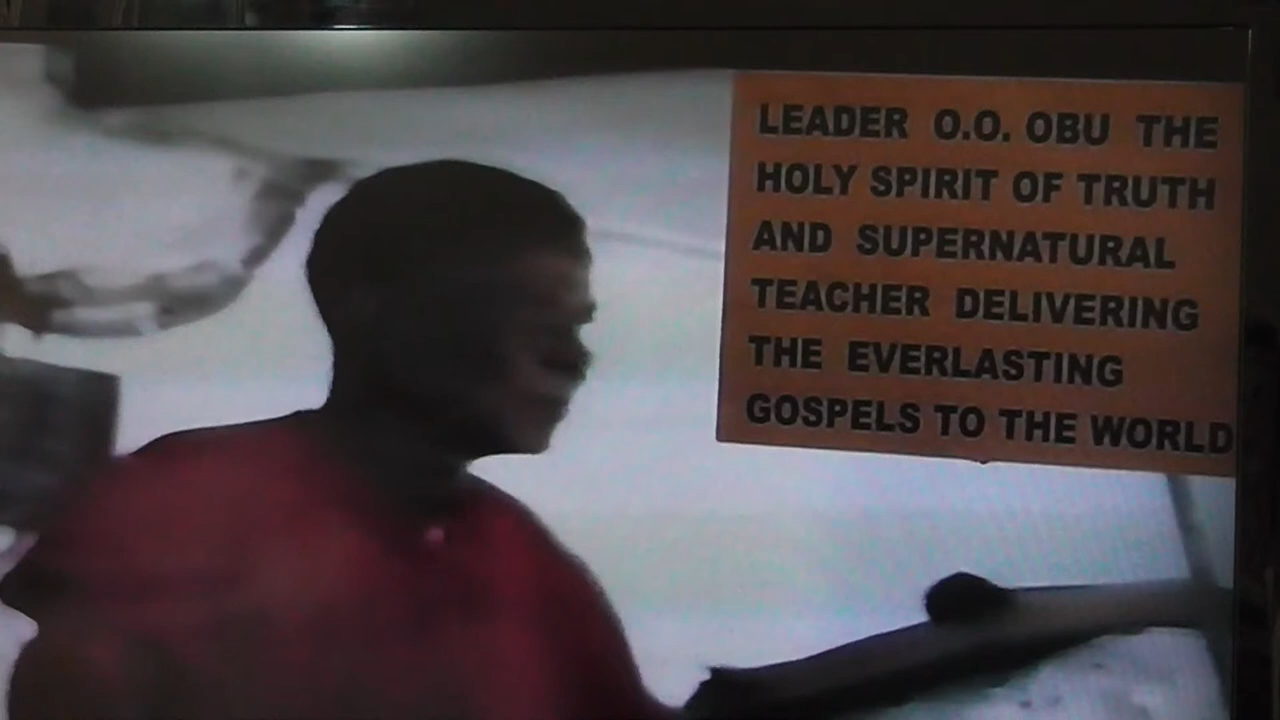 LEADER O.O. OBU THE
HOLY SPIRIT OF TRUTH
AND SUPERNATURAL
TEACHER DELIVERING
THE EVERLASTING
GOSPELS TO THE WORLD